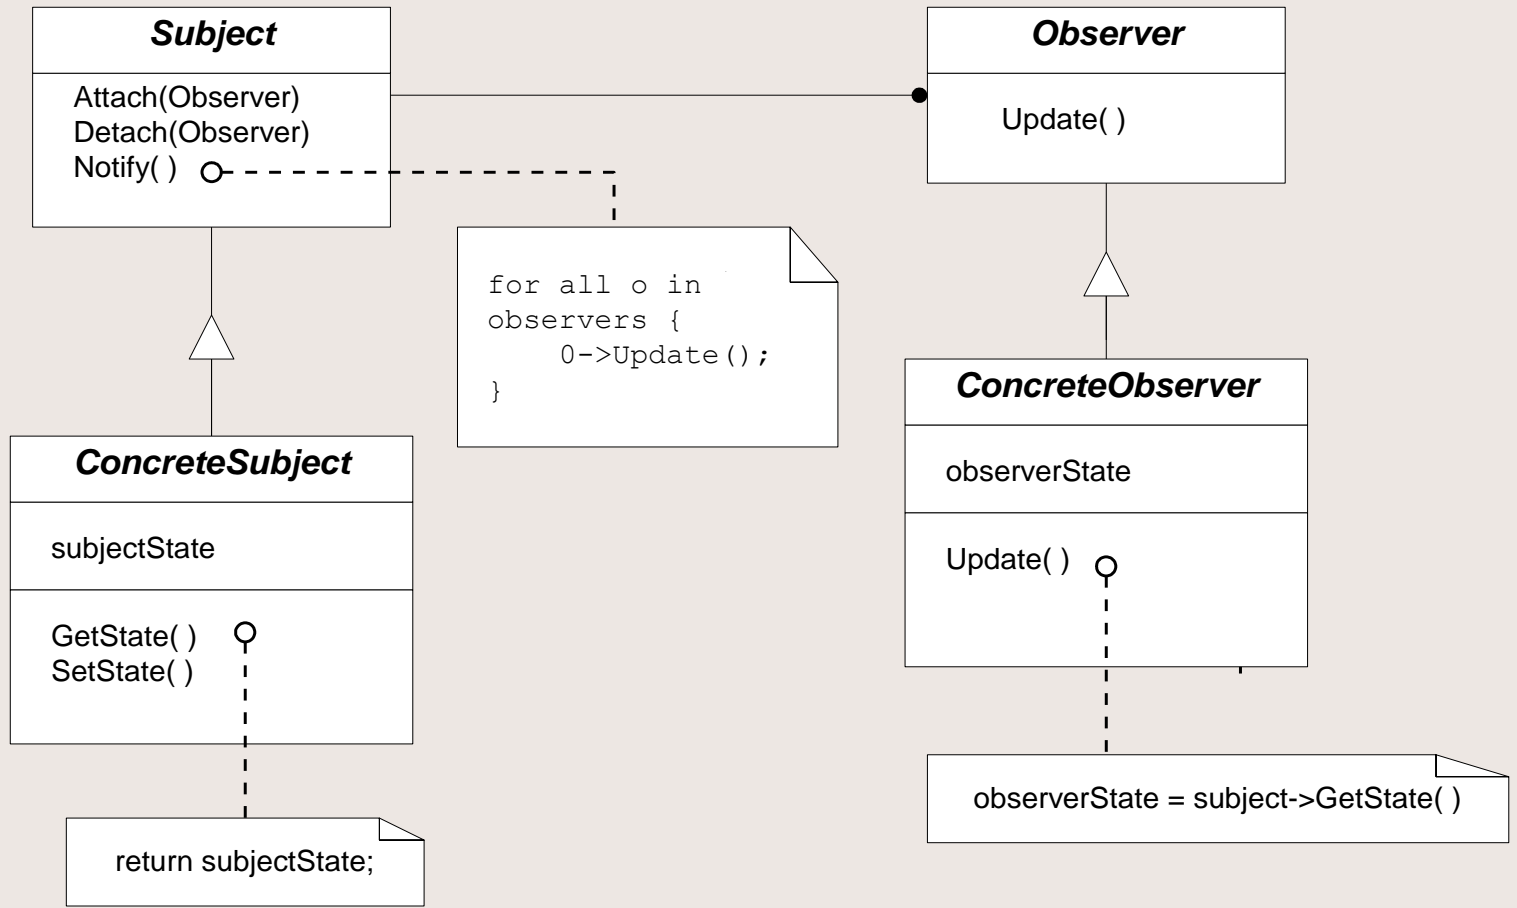 Subject
Attach(Observer)
Detach(Observer)
Notify( )
Observer
Update( )
for all o in
observers {
    0->Update();
}
ConcreteSubject
subjectState
GetState( )
SetState( )
return subjectState;
ConcreteObserver
observerState
Update( )
observerState = subject->GetState( )